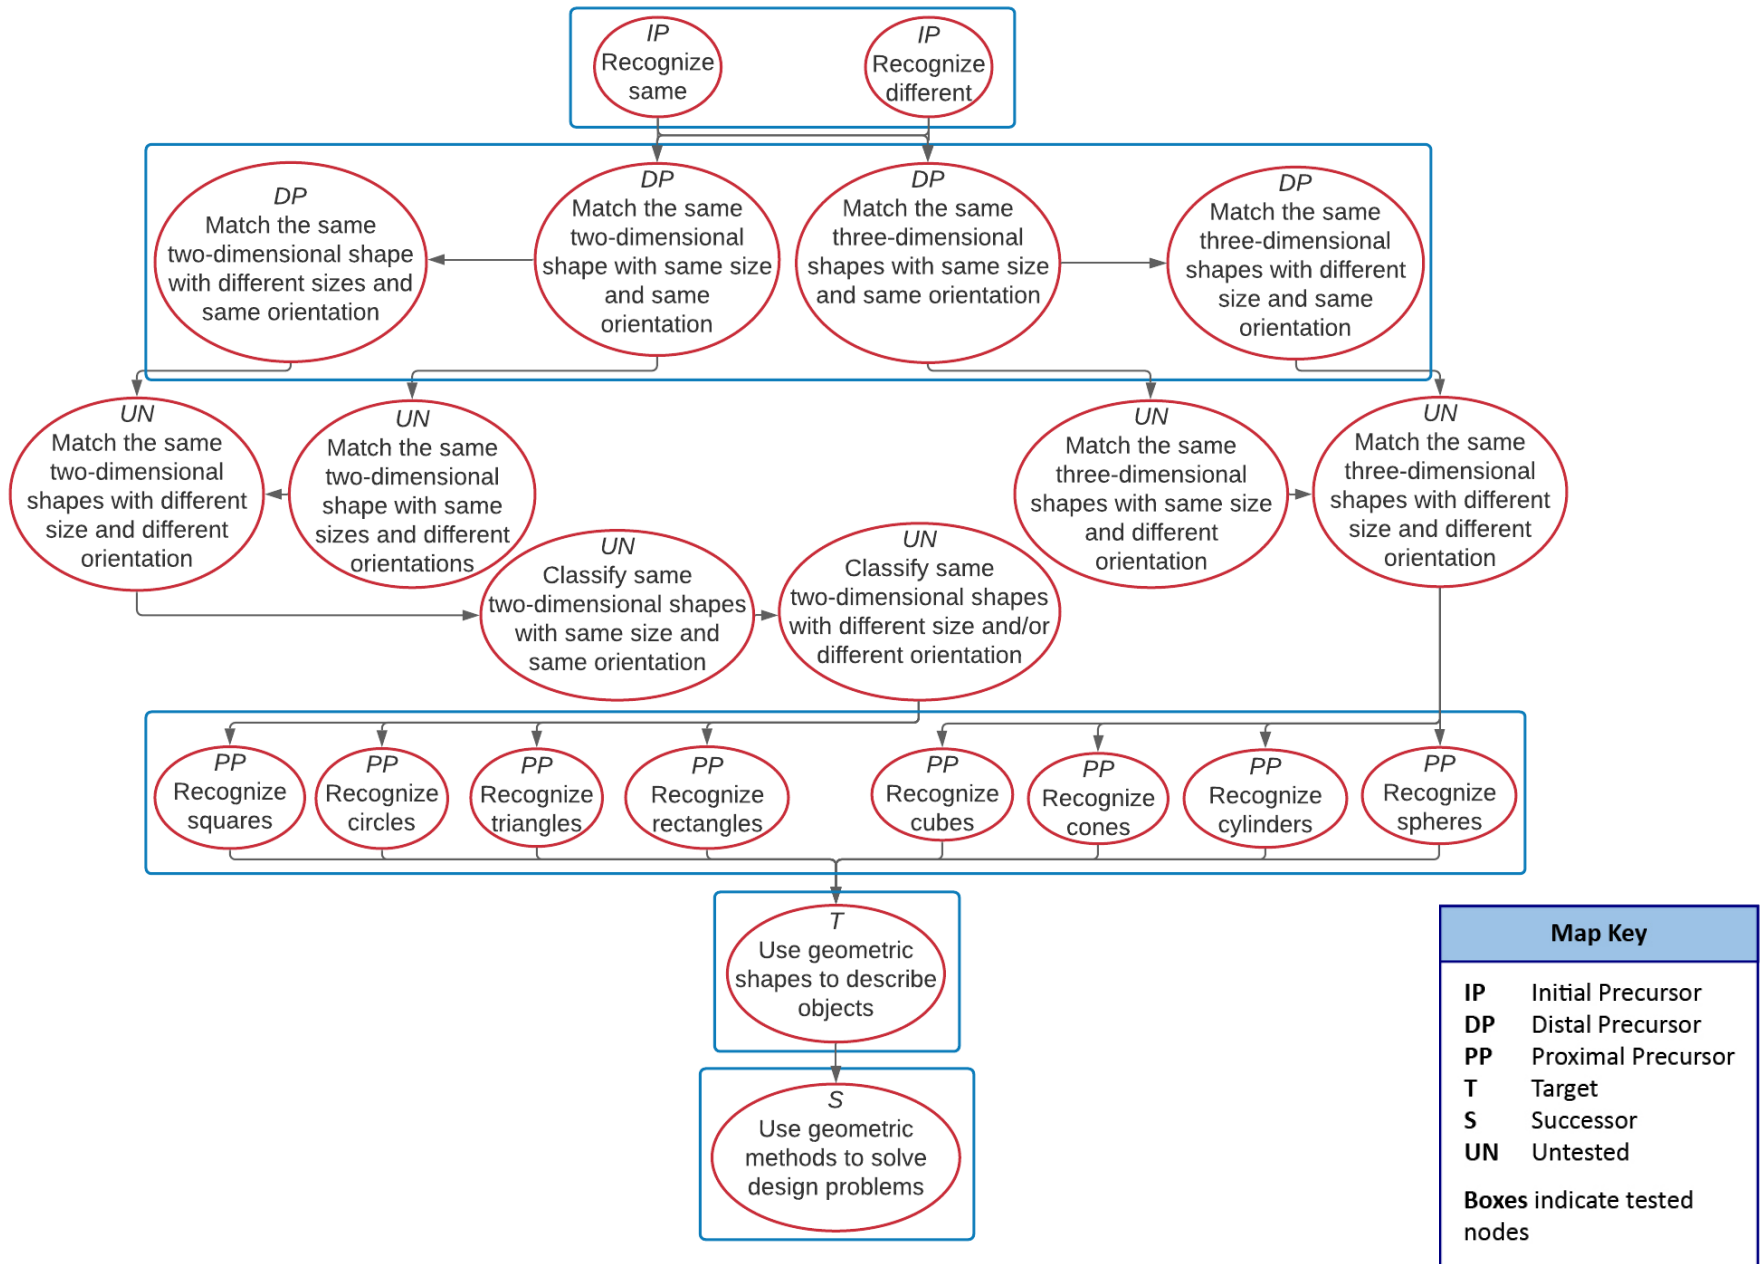 IP
Recognize
same
IP
Recognize
different
DP
Match the same
two-dimensional shape
with different sizes and
same orientation
DP
Match the same
two-dimensional
shape with same size
and same
orientation
DP
Match the same
three-dimensional
shapes with same size
and same orientation
DP
Match the same
three-dimensional
shapes with different
size and same
orientation
UN
Match the same
two-dimensional
shapes with different
size and different
orientation
UN
Match the same
two-dimensional
shape with same
sizes and different
orientations
UN
Classify same
two-dimensional shapes
with same size and
same orientation
UN
Classify same
two-dimensional shapes
with different size and/or
different orientation
UN
Match the same
three-dimensional
shapes with same size
and different
orientation
UN
Match the same
three-dimensional
shapes with different
size and different
orientation
PP
Recognize
squares
PP
Recognize
circles
PP
Recognize
triangles
PP
Recognize
rectangles
PP
Recognize
cubes
PP
Recognize
cones
PP
Recognize
cylinders
PP
Recognize
spheres
T
Use geometric
shapes to describe
objects
S
Use geometric
methods to solve
design problems
Map Key
IP Initial Precursor
DP Distal Precursor
PP Proximal Precursor
T Target
S Successor
UN Untested
Boxes indicate tested
nodes